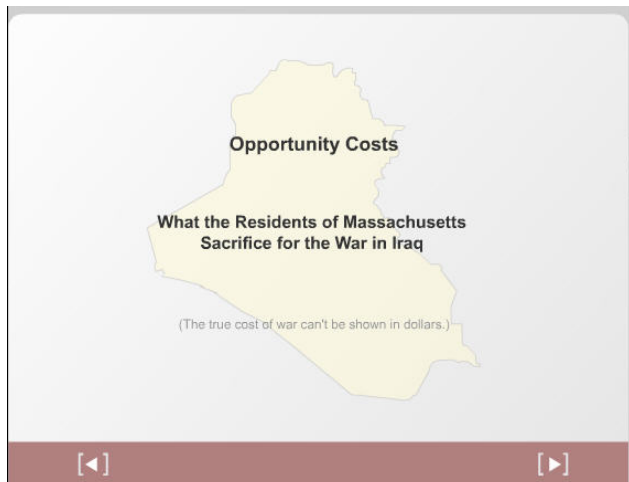 Opportunity Costs
What the Residents of Massachusetts
Sacrifice for the War in Iraq
(The true cost of war can't be shown in dollars.)